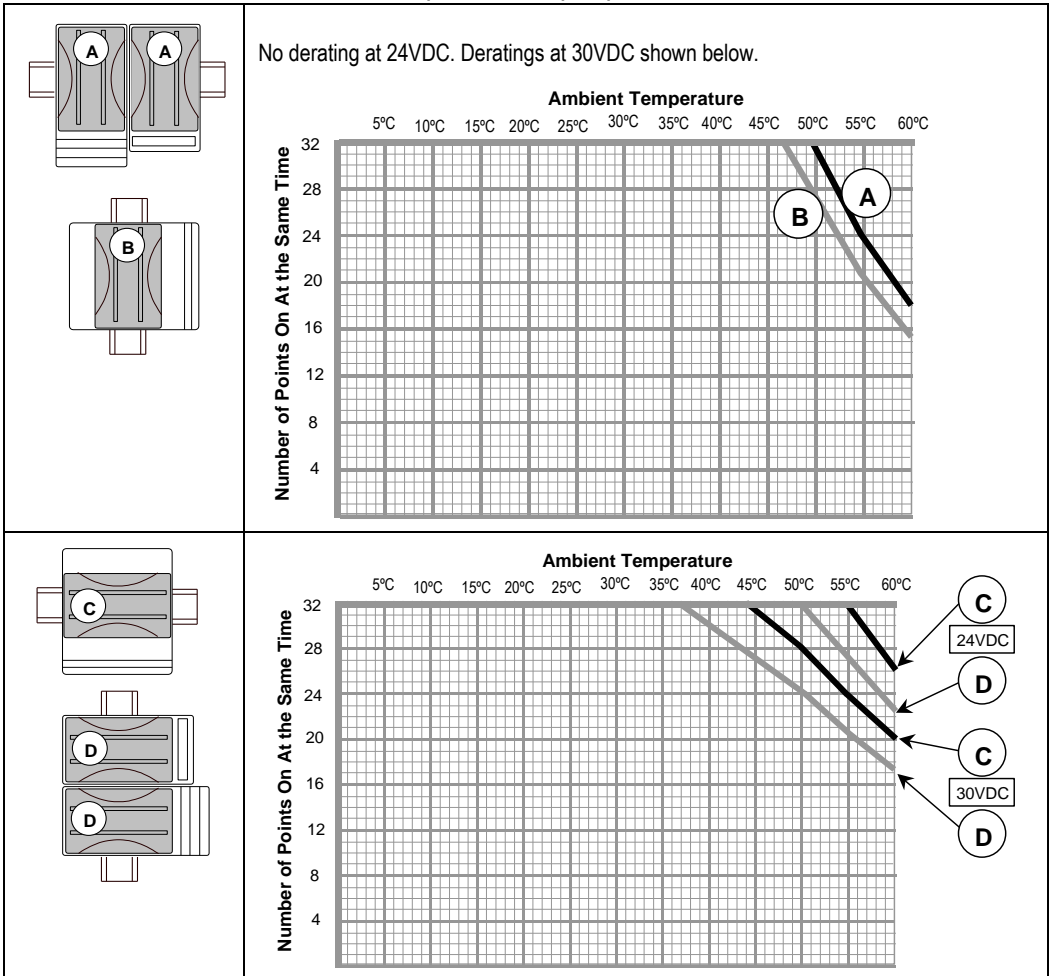 A A
B
No derating at 24VDC. Deratings at 30VDC shown below.
Ambient Temperature
5ºC 10ºC 15ºC 20ºC 25ºC 30ºC 35ºC 40ºC 45ºC 50ºC 55ºC 60ºC
Number of Points On At the Same Time
32
28
24
20
16
12
8
4
A
B
C
D
D
Ambient Temperature
5ºC 10ºC 15ºC 20ºC 25ºC 30ºC 35ºC 40ºC 45ºC 50ºC 55ºC 60ºC
Number of Points On At the Same Time
32
28
24
20
16
12
8
4
C
24VDC
D
C
30VDC
D